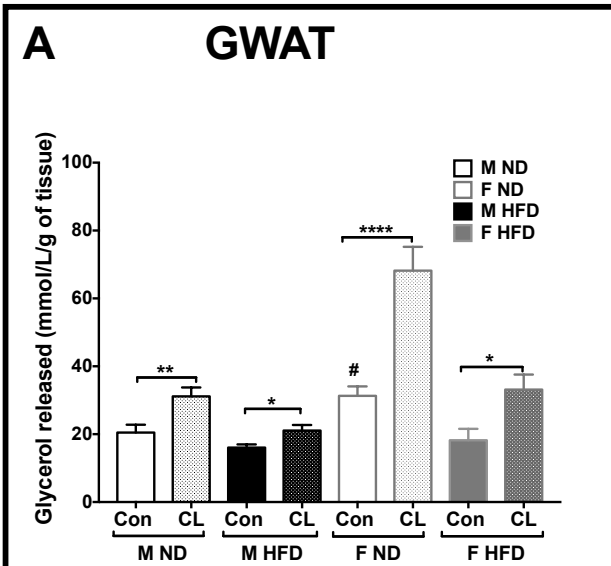 A GWAT
Glycerol released (mmol/L/g of tissue)
100
80
60
40
20
0
M ND
F ND
M HFD
F HFD
**
*
#
****
*
Con CL Con CL Con CL Con CL
M ND M HFD F ND F HFD